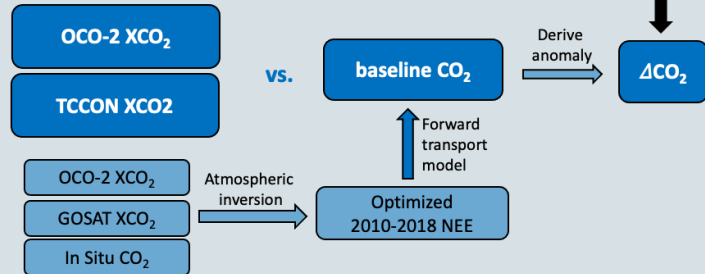 OCO-2 XCO₂
TCCON XCO2
vs.
baseline CO₂
Derive
anomaly
ΔCO₂
Forward
transport
model
OCO-2 XCO₂
GOSAT XCO₂
In Situ CO₂
Atmospheric
inversion
Optimized
2010-2018 NEE